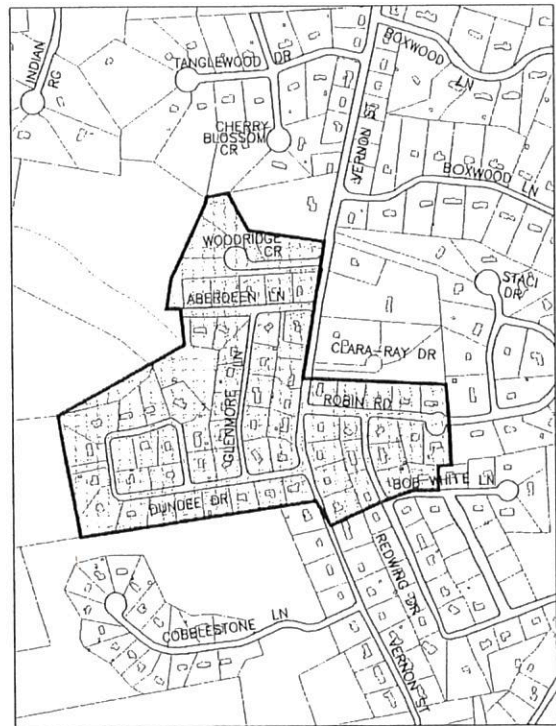 INDIAN
RG
TANGLEWOOD DR
BOXWOOD
LN
CHERRY
BLOSSOM
CR
VERNON ST
BOXWOOD LN
WOODRIDGE
CR
STACI
DR
ABERDEEN LN
CLARA-RAY DR
GLENMORE LN
ROBIN RD
BOB-WHITE LN
DUNDEE DR
REDWING DR
COBBLESTONE LN
VERNON ST